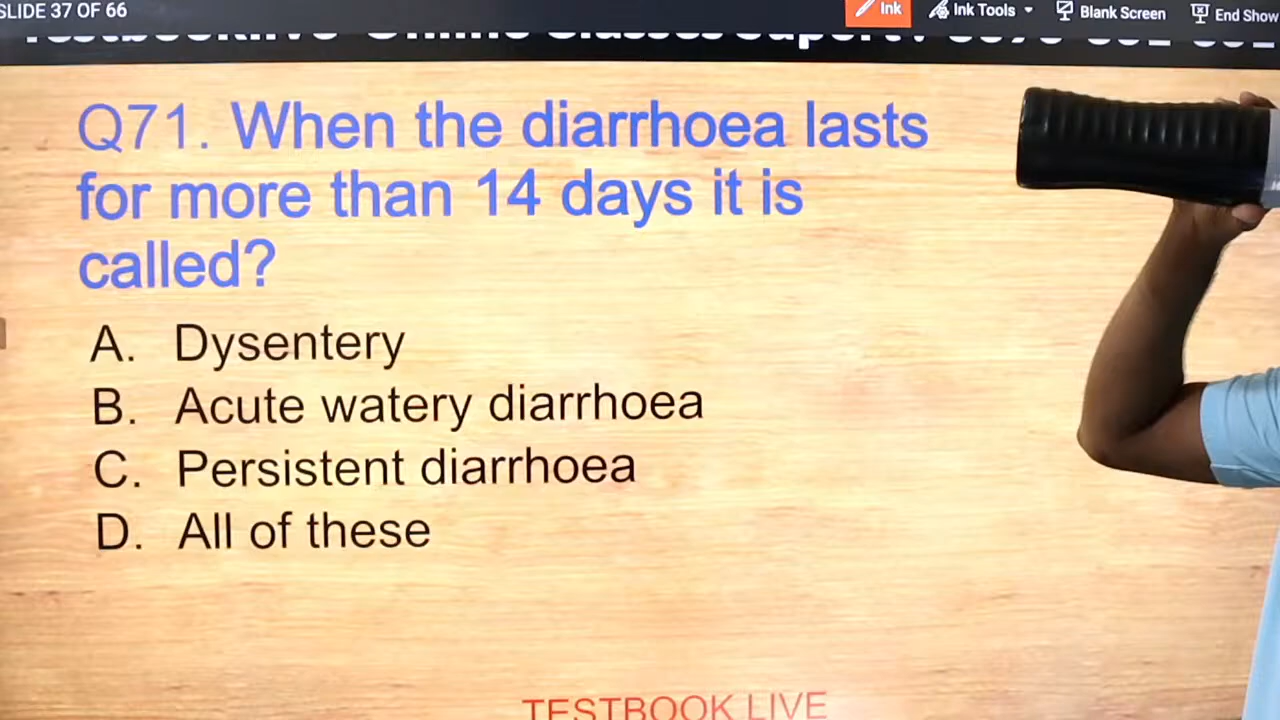 SLIDE 37 OF 66
Ink
Ink Tools
Blank Screen
End Show
Q71. When the diarrhoea lasts
for more than 14 days it is
called?
A. Dysentery
B. Acute watery diarrhoea
C. Persistent diarrhoea
D. All of these
TESTBOOK LIVE